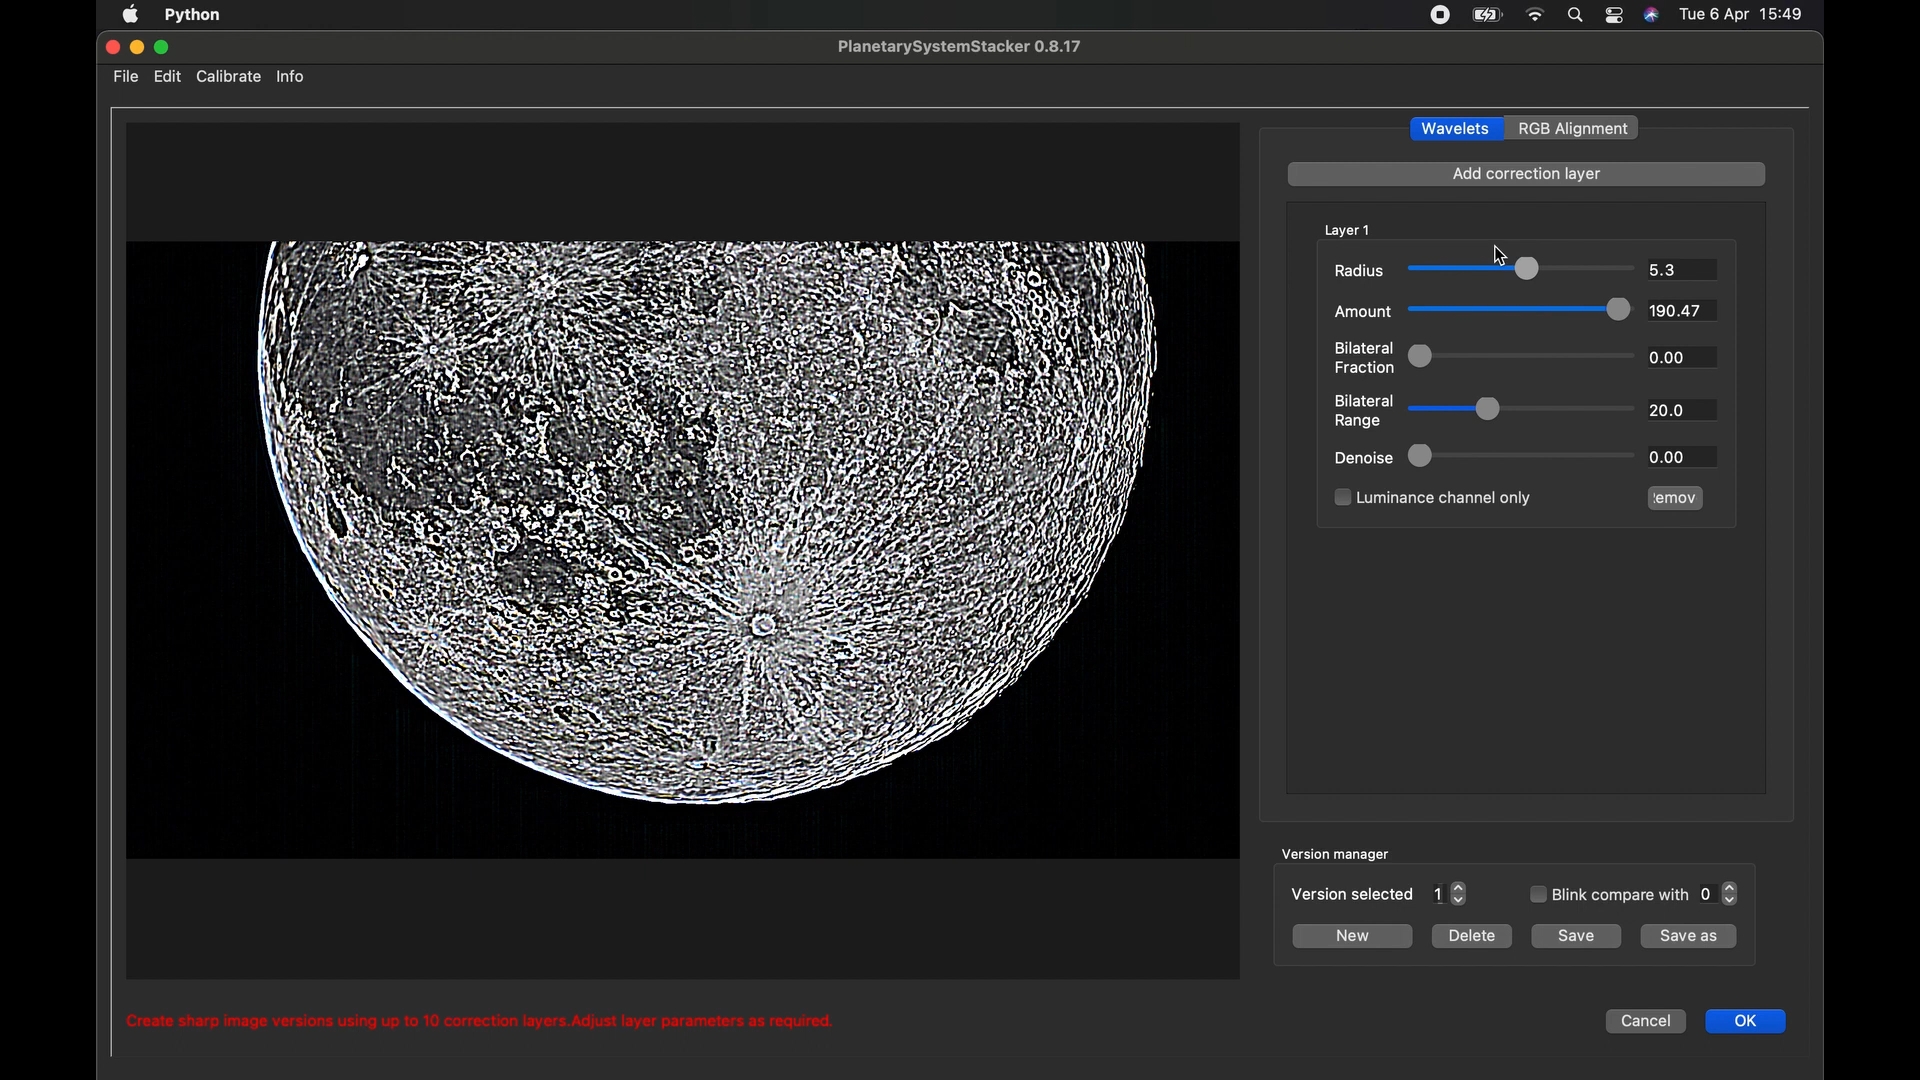 Python
Tue 6 Apr 15:49
PlanetarySystemStacker 0.8.17
File Edit Calibrate Info
Wavelets RGB Alignment
Add correction layer
Layer 1
Radius 5.3
Amount 190.47
Bilateral
Fraction 0.00
Bilateral
Range 20.0
Denoise 0.00
Luminance channel only emov
Version manager
Version selected 1 Blink compare with 0
New Delete Save Save as
Create sharp image versions using up to 10 correction layers.Adjust layer parameters as required.
Cancel OK